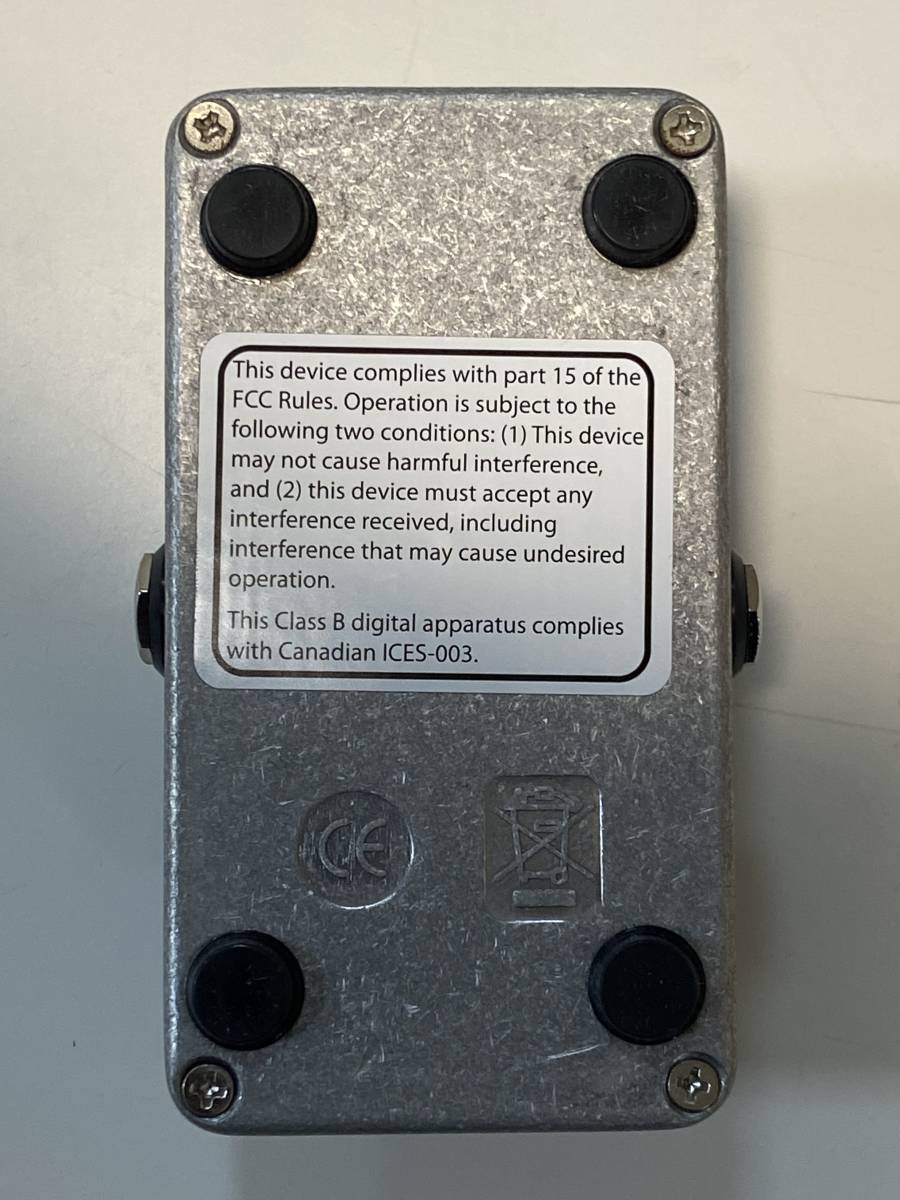 This device complies with part 15 of the
FCC Rules. Operation is subject to the
following two conditions: (1) This device
may not cause harmful interference,
and (2) this device must accept any
interference received, including
interference that may cause undesired
operation.
This Class B digital apparatus complies
with Canadian ICES-003.
CE